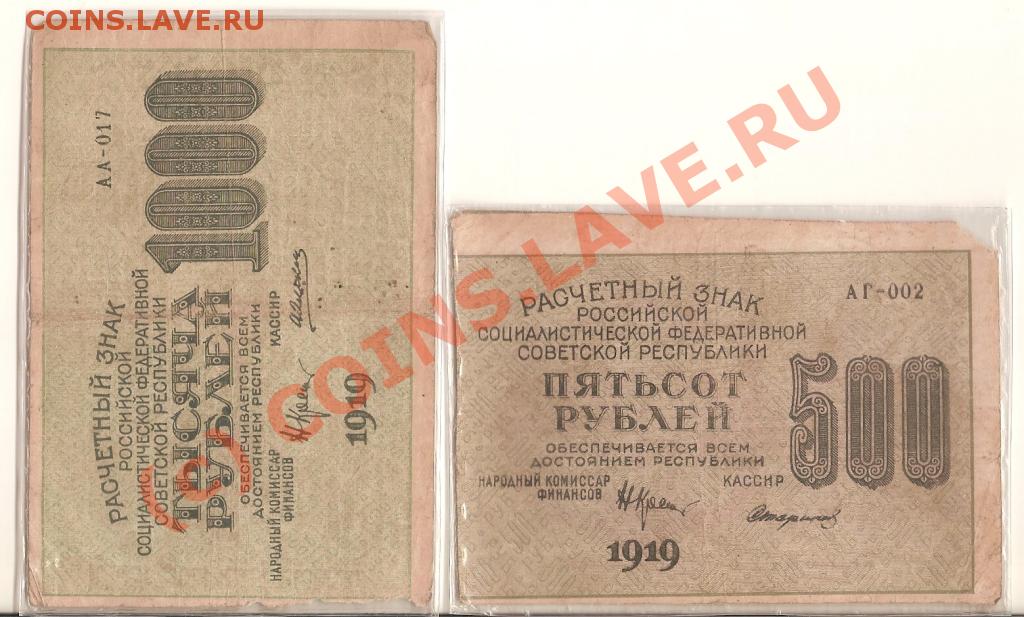 COINS.LAVE.RU
АА-017
1000
РАСЧЕТНЫЙ ЗНАК
РОССИЙСКОЙ
СОЦИАЛИСТИЧЕСКОЙ ФЕДЕРАТИВНОЙ
СОВЕТСКОЙ РЕСПУБЛИКИ
ТЫСЯЧА
РУБЛЕЙ
ОБЕСПЕЧИВАЕТСЯ ВСЕМ
ДОСТОЯНИЕМ РЕСПУБЛИКИ
НАРОДНЫЙ КОМИССАР
ФИНАНСОВ
КАССИР
1919
РАСЧЕТНЫЙ ЗНАК
РОССИЙСКОЙ
СОЦИАЛИСТИЧЕСКОЙ ФЕДЕРАТИВНОЙ
СОВЕТСКОЙ РЕСПУБЛИКИ
АГ-002
ПЯТЬСОТ
РУБЛЕЙ
500
ОБЕСПЕЧИВАЕТСЯ ВСЕМ
ДОСТОЯНИЕМ РЕСПУБЛИКИ
НАРОДНЫЙ КОМИССАР
ФИНАНСОВ
КАССИР
1919
COINS.LAVE.RU